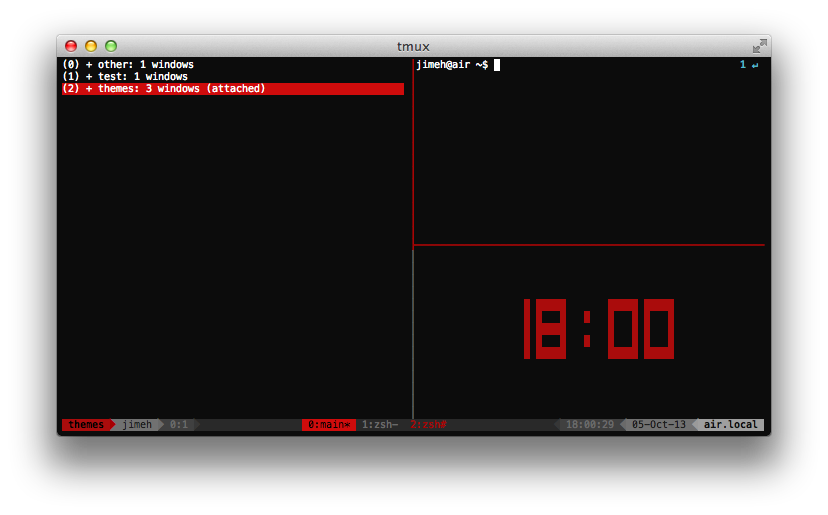 tmux
(0) + other: 1 windows
(1) + test: 1 windows
(2) + themes: 3 windows (attached)
jimeh@air ~$ 1 ↵
18:00
themes jimeh 0:1 0:main* 1:zsh- 2:zsh# 18:00:29 05-Oct-13 air.local